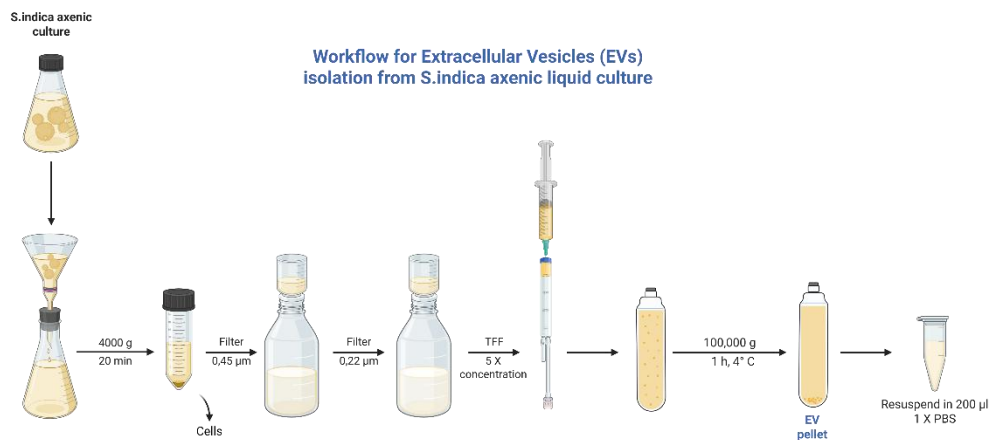 S.indica axenic
culture
Workflow for Extracellular Vesicles (EVs)
isolation from S.indica axenic liquid culture
4000 g
20 min
Cells
Filter
0,45 µm
Filter
0,22 µm
TFF
5 X
concentration
100,000 g
1 h, 4° C
EV
pellet
Resuspend in 200 µl
1 X PBS